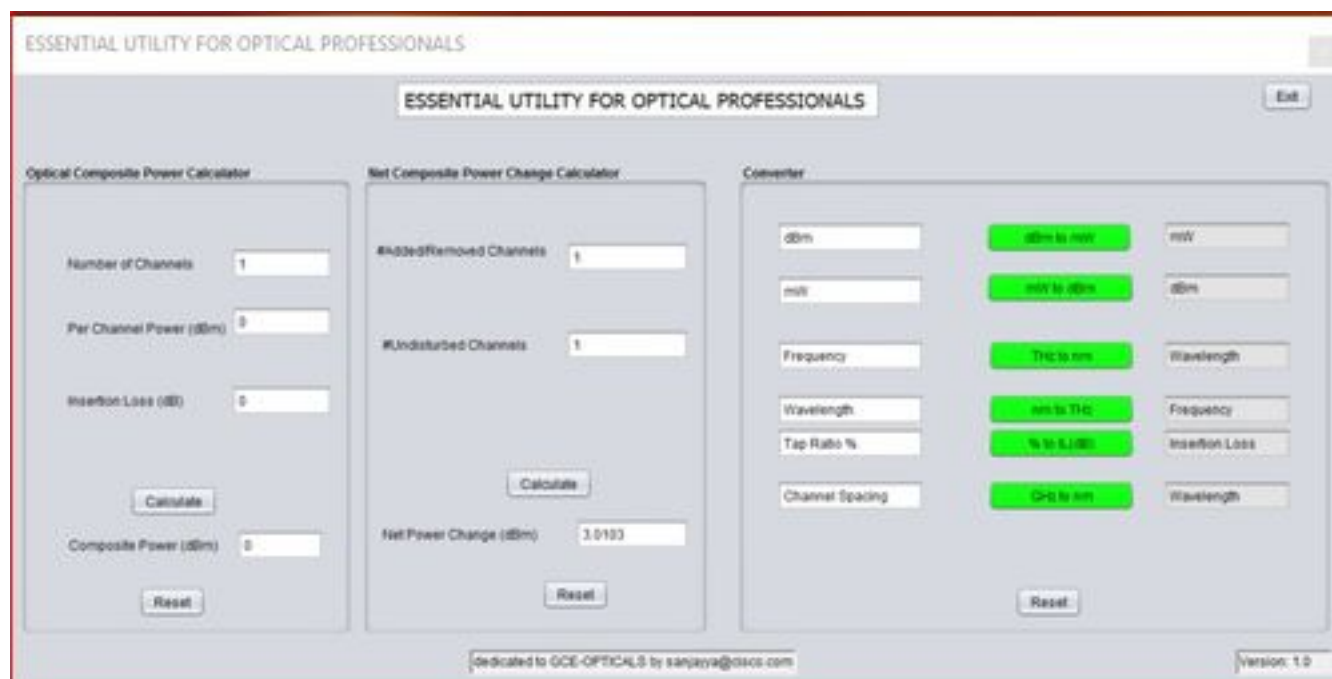 ESSENTIAL UTILITY FOR OPTICAL PROFESSIONALS
ESSENTIAL UTILITY FOR OPTICAL PROFESSIONALS
Exit
Optical Composite Power Calculator
Number of Channels 1
Per Channel Power (dBm) 0
Insertion Loss (dB) 0
Calculate
Composite Power (dBm) 0
Reset
Net Composite Power Change Calculator
#Added/Removed Channels 1
#Undisturbed Channels 1
Calculate
Net Power Change (dBm) 3.0103
Reset
Converter
dBm dBm to mW mW
mW mW to dBm dBm
Frequency THz to nm Wavelength
Wavelength nm to THz Frequency
Tap Ratio % % to IL(dB) Insertion Loss
Channel Spacing GHz to nm Wavelength
Reset
dedicated to GCE-OPTICALS by sanjayya@cisco.com
Version: 1.0